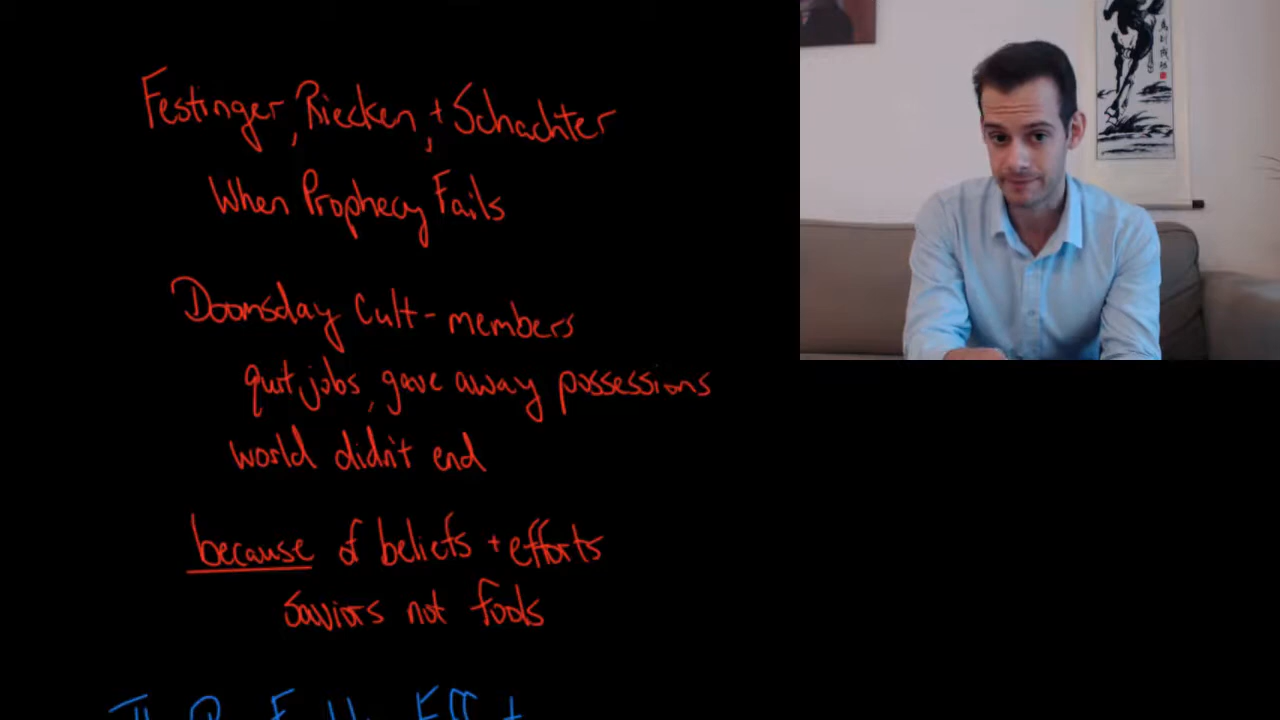 Festinger, Riecken, + Schachter
When Prophecy Fails
Doomsday Cult - members
quit jobs, gave away possessions
world didn't end
because of beliefs + efforts
saviors not fools